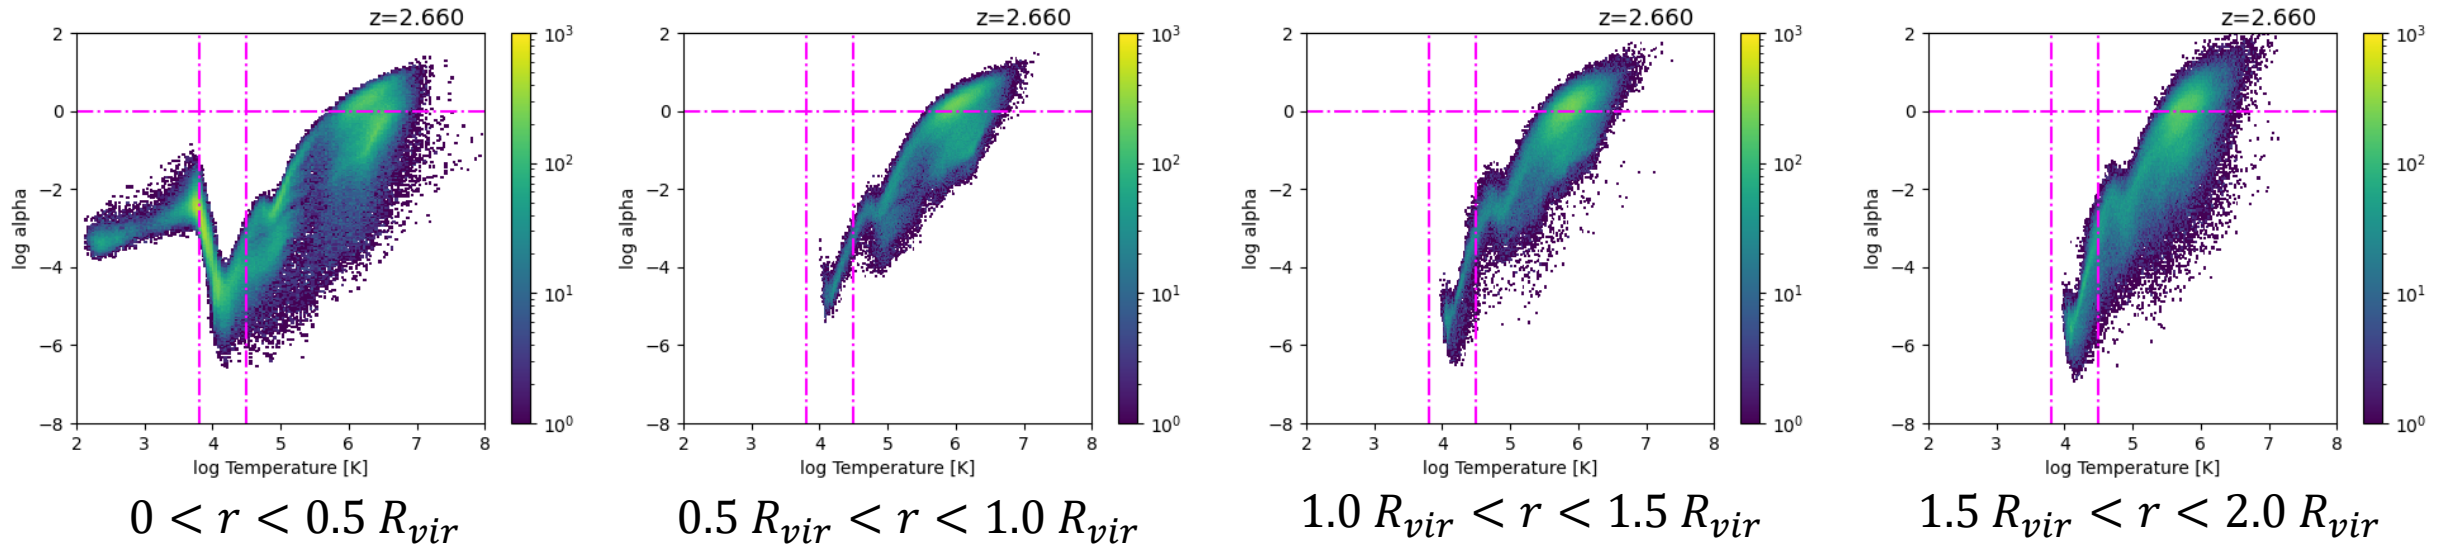 z=2.660
log alpha
2
0
−2
−4
−6
−8
2 3 4 5 6 7 8
log Temperature [K]
10³
10²
10¹
10⁰
0 < r < 0.5 R_vir
z=2.660
log alpha
2
0
−2
−4
−6
−8
2 3 4 5 6 7 8
log Temperature [K]
10³
10²
10¹
10⁰
0.5 R_vir < r < 1.0 R_vir
z=2.660
log alpha
2
0
−2
−4
−6
−8
2 3 4 5 6 7 8
log Temperature [K]
10³
10²
10¹
10⁰
1.0 R_vir < r < 1.5 R_vir
z=2.660
log alpha
2
0
−2
−4
−6
−8
2 3 4 5 6 7 8
log Temperature [K]
10³
10²
10¹
10⁰
1.5 R_vir < r < 2.0 R_vir